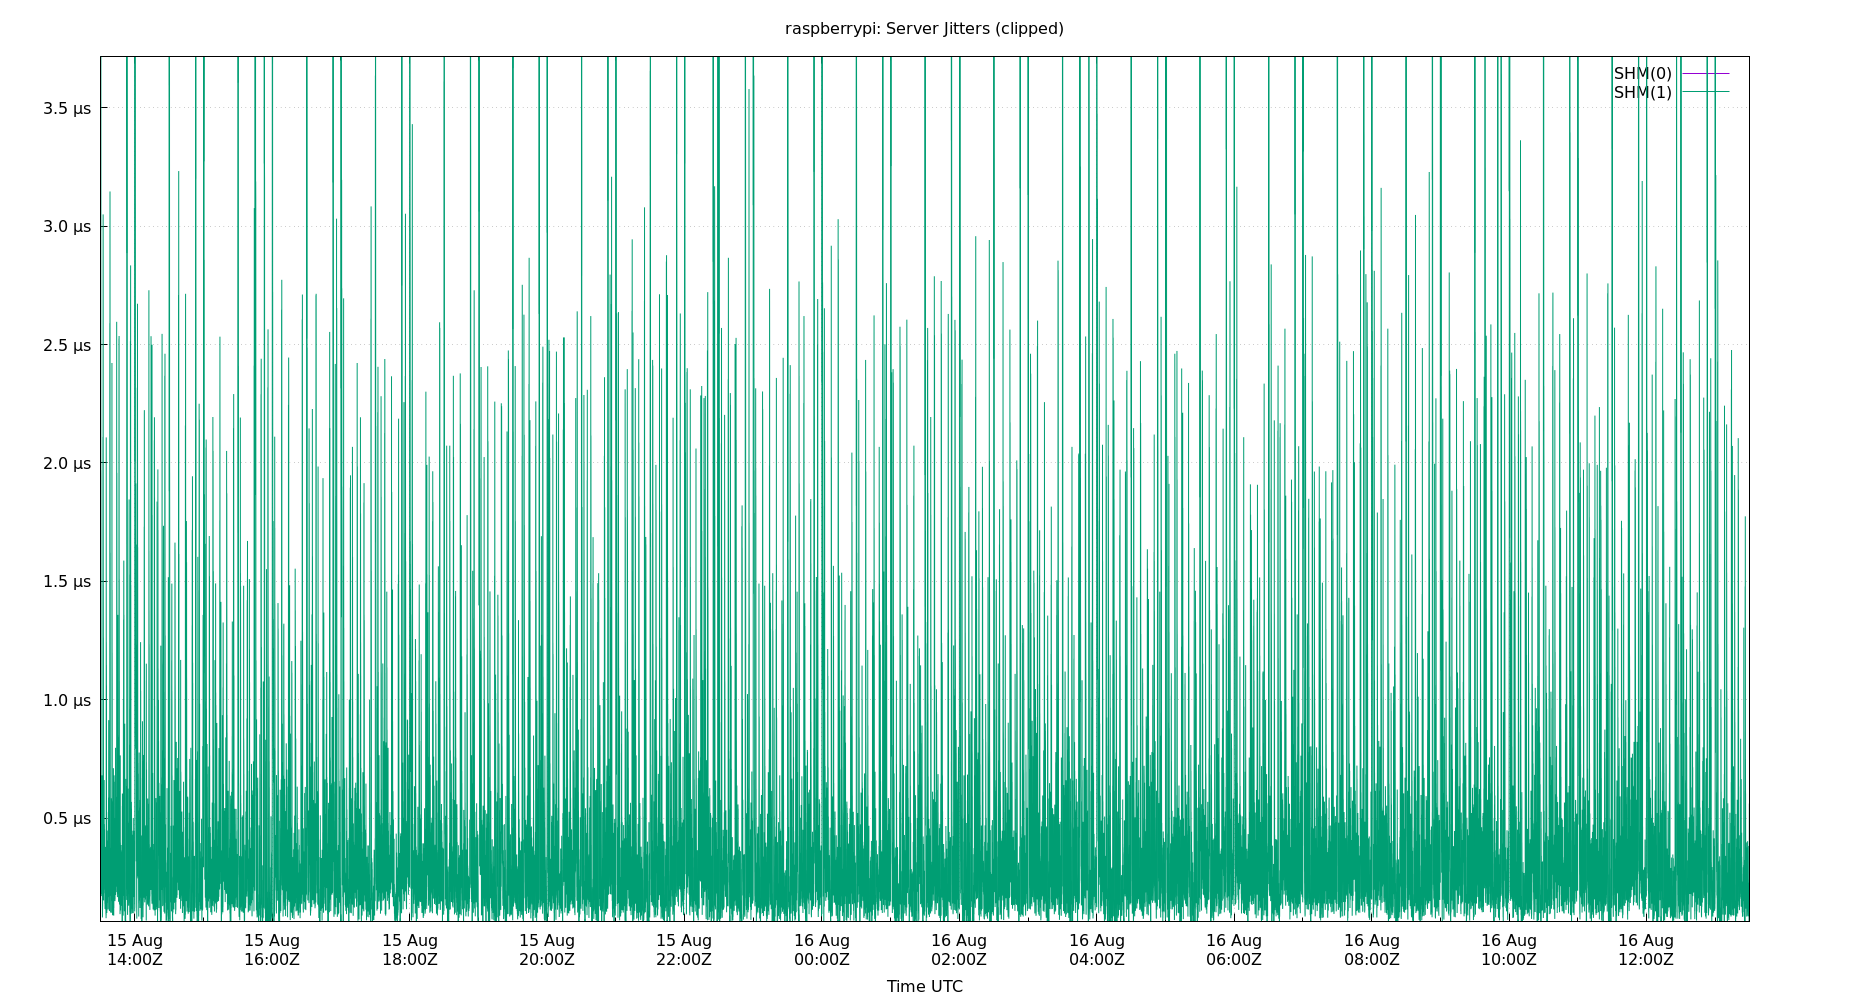 raspberrypi: Server Jitters (clipped)
SHM(0)
SHM(1)
3.5 µs
3.0 µs
2.5 µs
2.0 µs
1.5 µs
1.0 µs
0.5 µs
15 Aug 15 Aug 15 Aug 15 Aug 15 Aug 16 Aug 16 Aug 16 Aug 16 Aug 16 Aug 16 Aug 16 Aug
14:00Z 16:00Z 18:00Z 20:00Z 22:00Z 00:00Z 02:00Z 04:00Z 06:00Z 08:00Z 10:00Z 12:00Z
Time UTC